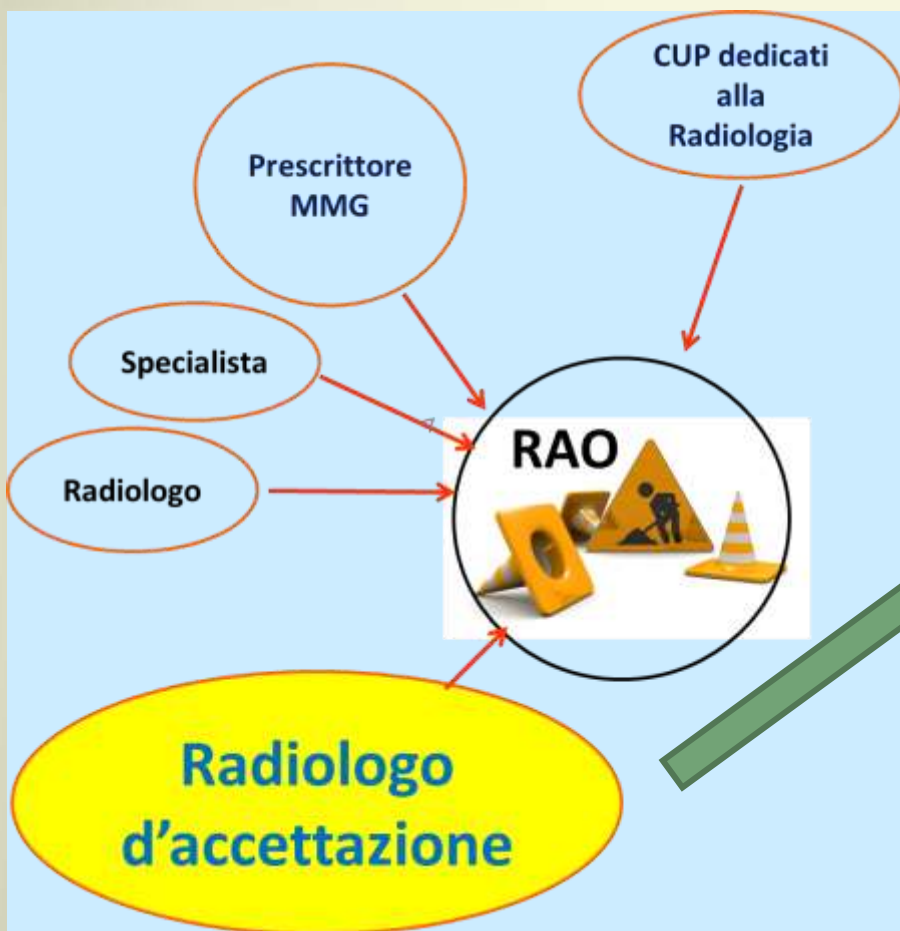 CUP dedicati
alla
Radiologia
Prescrittore
MMG
Specialista
Radiologo
RAO
Radiologo
d'accettazione